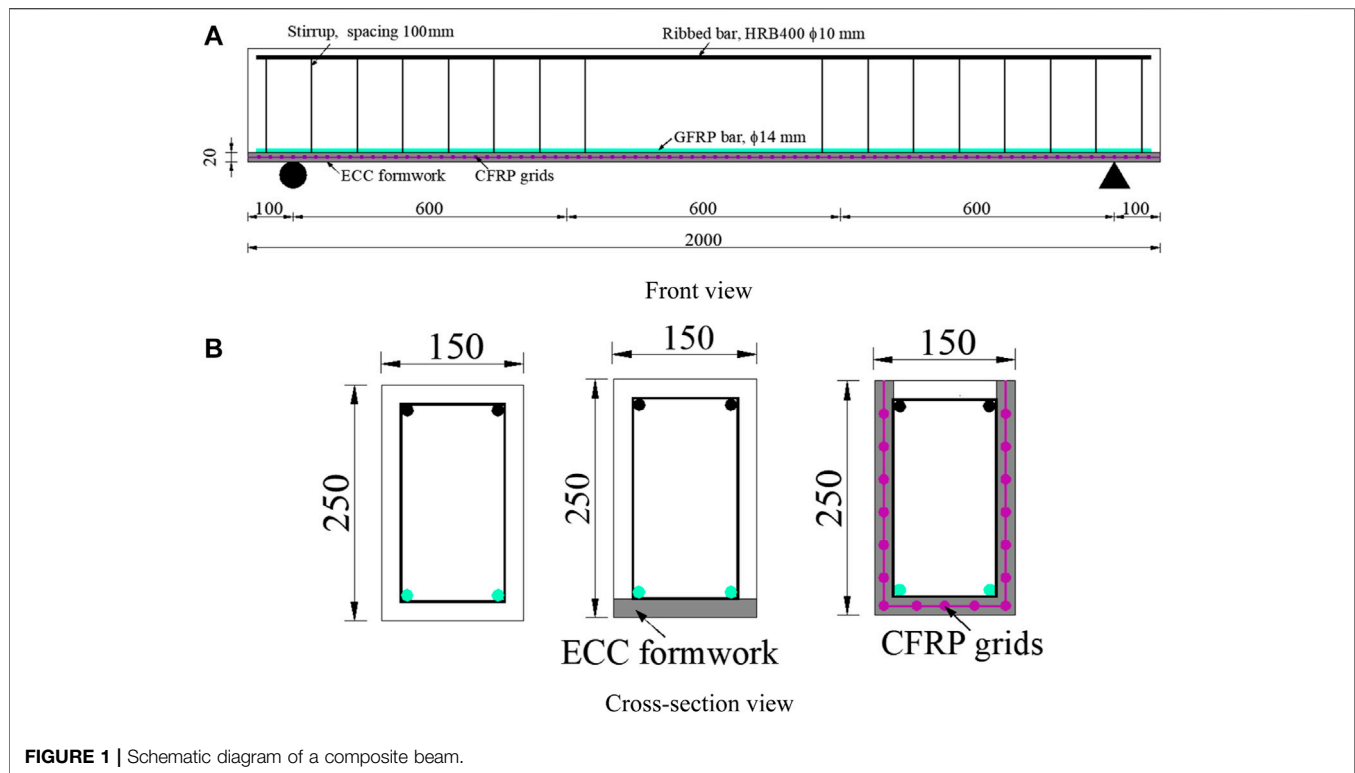 A
Stirrup, spacing 100mm
Ribbed bar, HRB400 ϕ10 mm
GFRP bar, ϕ14 mm
20
ECC formwork
CFRP grids
100
600
600
600
100
2000
Front view
B
150
150
150
250
250
250
ECC formwork
CFRP grids
Cross-section view
FIGURE 1 | Schematic diagram of a composite beam.